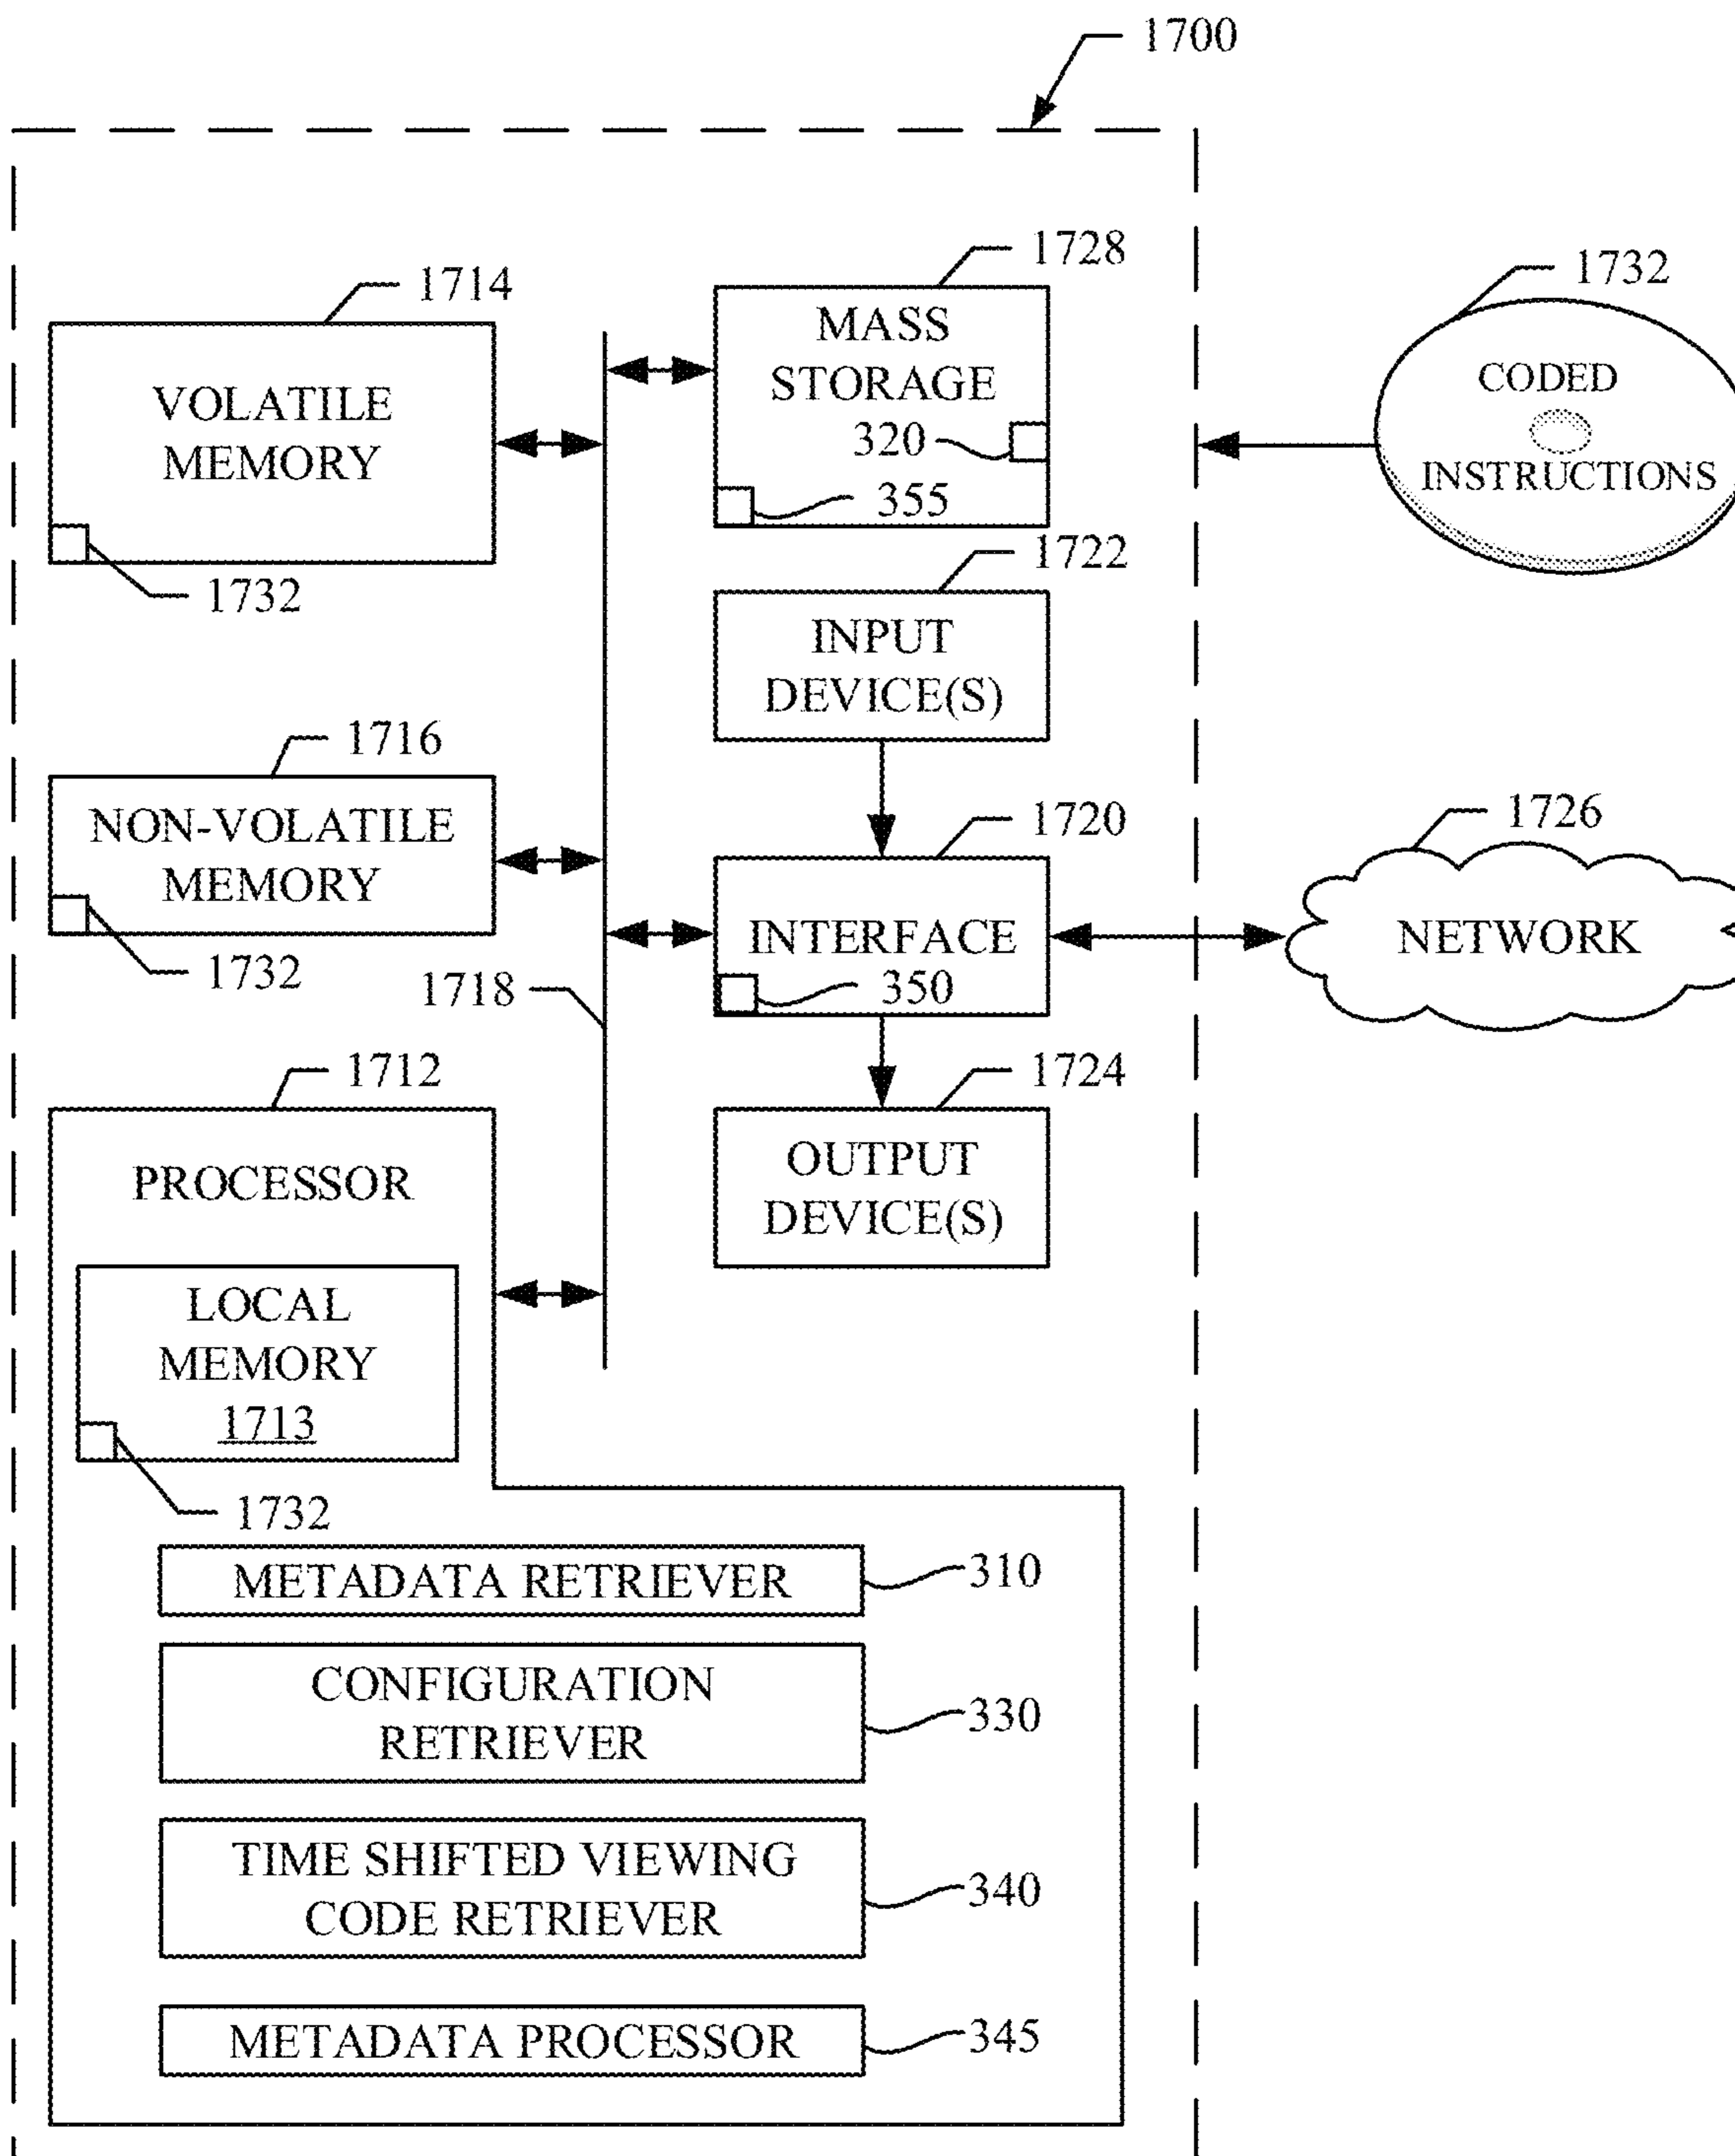 1700
1714
VOLATILE
MEMORY
1732
1728
MASS
STORAGE
320
355
1732
CODED
INSTRUCTIONS
1722
INPUT
DEVICE(S)
1716
NON-VOLATILE
MEMORY
1732
1718
1720
INTERFACE
350
1726
NETWORK
1712
PROCESSOR
LOCAL
MEMORY
1713
1732
1724
OUTPUT
DEVICE(S)
METADATA RETRIEVER
310
CONFIGURATION
RETRIEVER
330
TIME SHIFTED VIEWING
CODE RETRIEVER
340
METADATA PROCESSOR
345